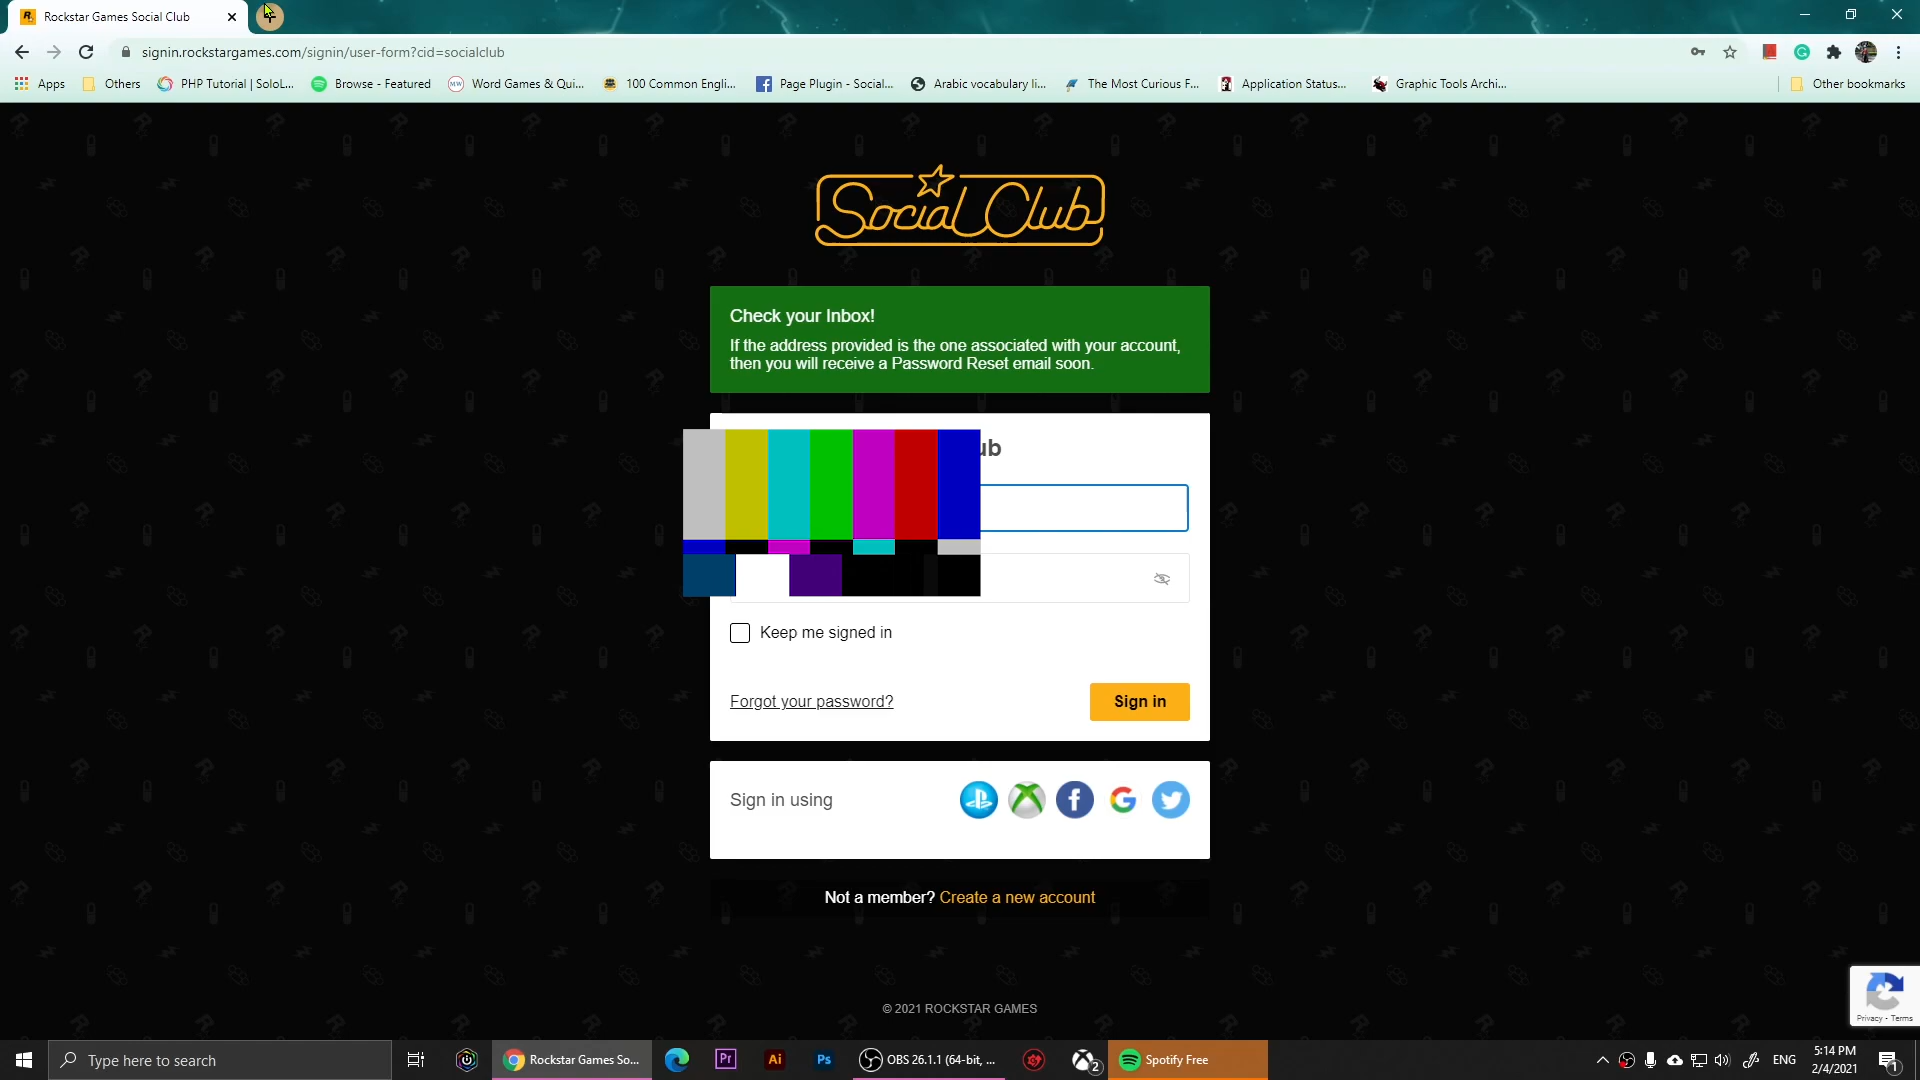 Rockstar Games Social Club
signin.rockstargames.com/signin/user-form?cid=socialclub
Apps Others PHP Tutorial | SoloL... Browse - Featured Word Games & Qui... 100 Common Engli... Page Plugin - Social... Arabic vocabulary li... The Most Curious F... Application Status... Graphic Tools Archi... Other bookmarks
Social Club
Check your Inbox!
If the address provided is the one associated with your account,
then you will receive a Password Reset email soon.
ub
Keep me signed in
Forgot your password? Sign in
Sign in using
Not a member? Create a new account
© 2021 ROCKSTAR GAMES
Privacy - Terms
Type here to search
Rockstar Games So...
Pr
Ai
Ps
OBS 26.1.1 (64-bit, ...
2
Spotify Free
ENG
5:14 PM
2/4/2021
1